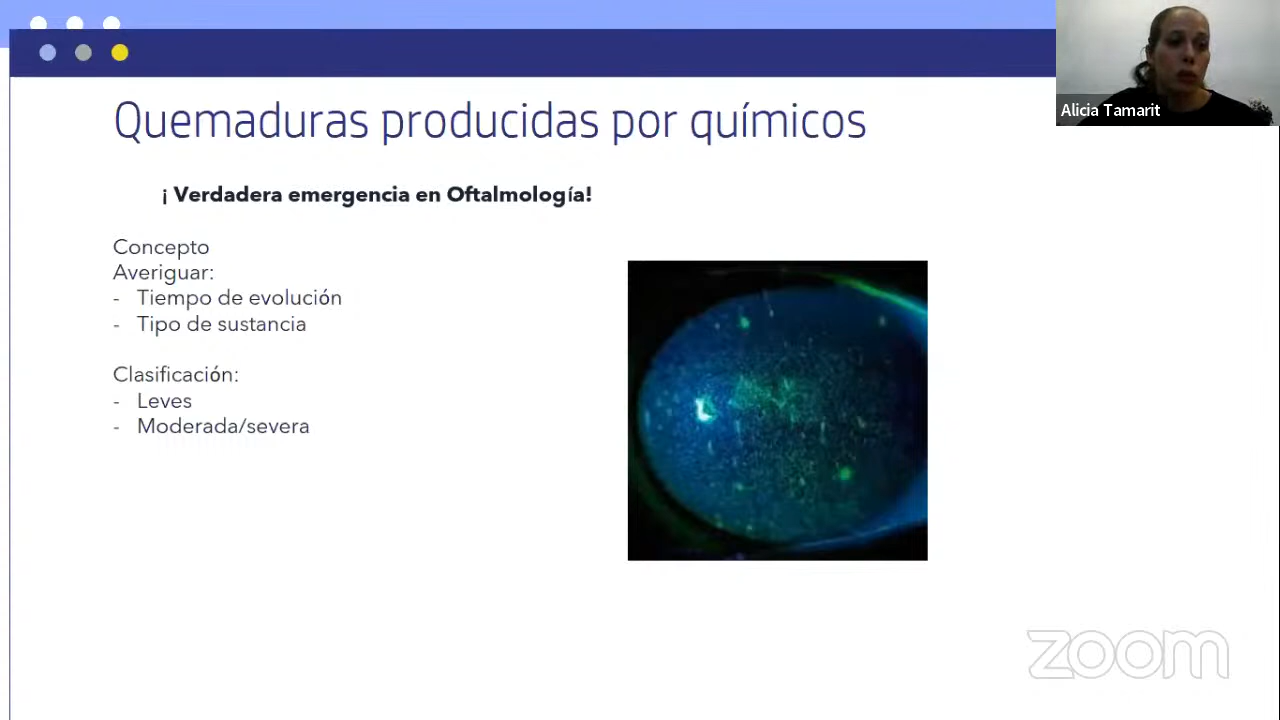 Quemaduras producidas por químicos
Alicia Tamarit
¡ Verdadera emergencia en Oftalmología!
Concepto
Averiguar:
- Tiempo de evolución
- Tipo de sustancia
Clasificación:
- Leves
- Moderada/severa
zoom